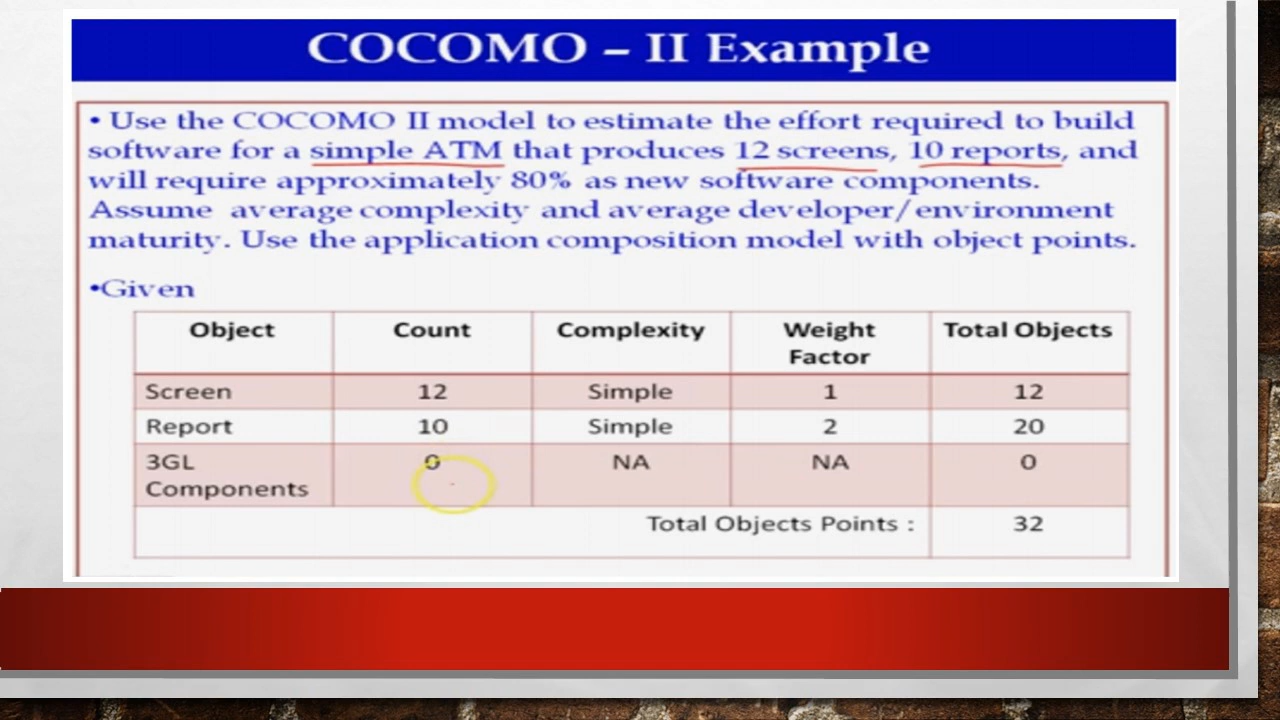 COCOMO – II Example
• Use the COCOMO II model to estimate the effort required to build
software for a simple ATM that produces 12 screens, 10 reports, and
will require approximately 80% as new software components.
Assume average complexity and average developer/environment
maturity. Use the application composition model with object points.
•Given
Object Count Complexity Weight Factor Total Objects
Screen 12 Simple 1 12
Report 10 Simple 2 20
3GL Components 0 NA NA 0
Total Objects Points : 32